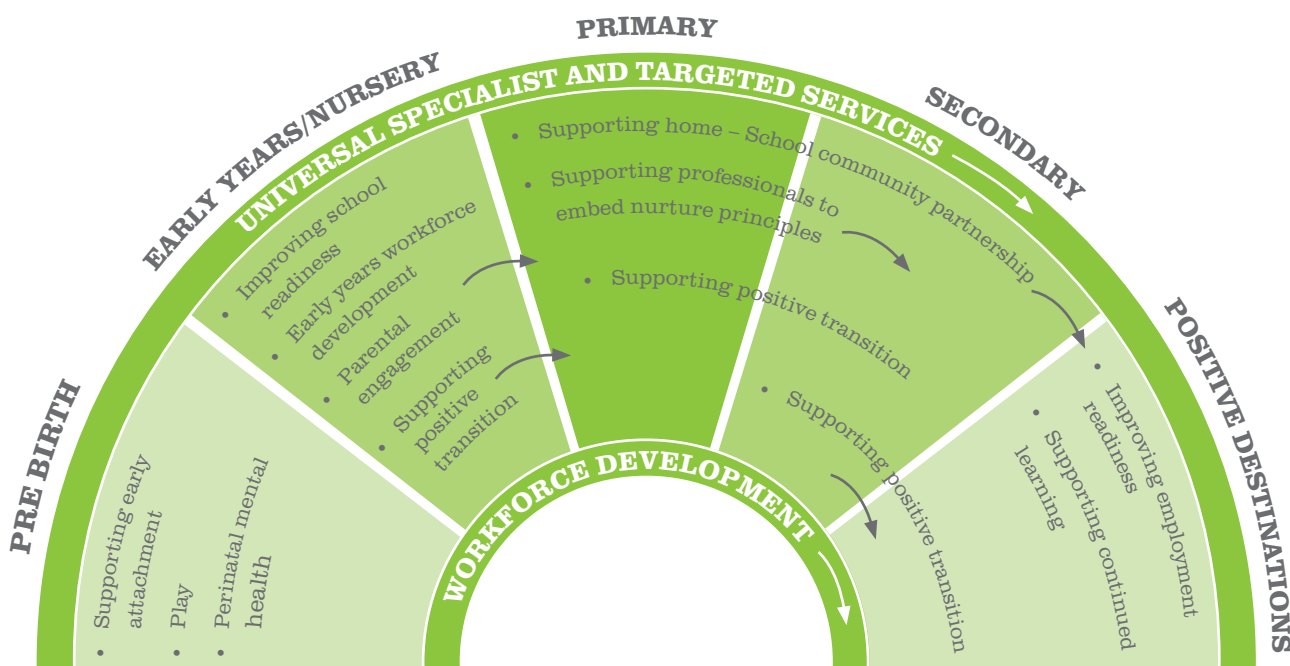 PRE BIRTH
EARLY YEARS/NURSERY
PRIMARY
SECONDARY
POSITIVE DESTINATIONS
UNIVERSAL SPECIALIST AND TARGETED SERVICES
• Supporting early
attachment
• Play
• Perinatal mental
health
• Improving school
readiness
• Early years workforce
development
• Parental
engagement
• Supporting
positive
transition
• Supporting home – School community partnership
• Supporting professionals to
embed nurture principles
• Supporting positive transition
• Supporting positive transition
• Improving employment
readiness
• Supporting continued
learning
WORKFORCE DEVELOPMENT